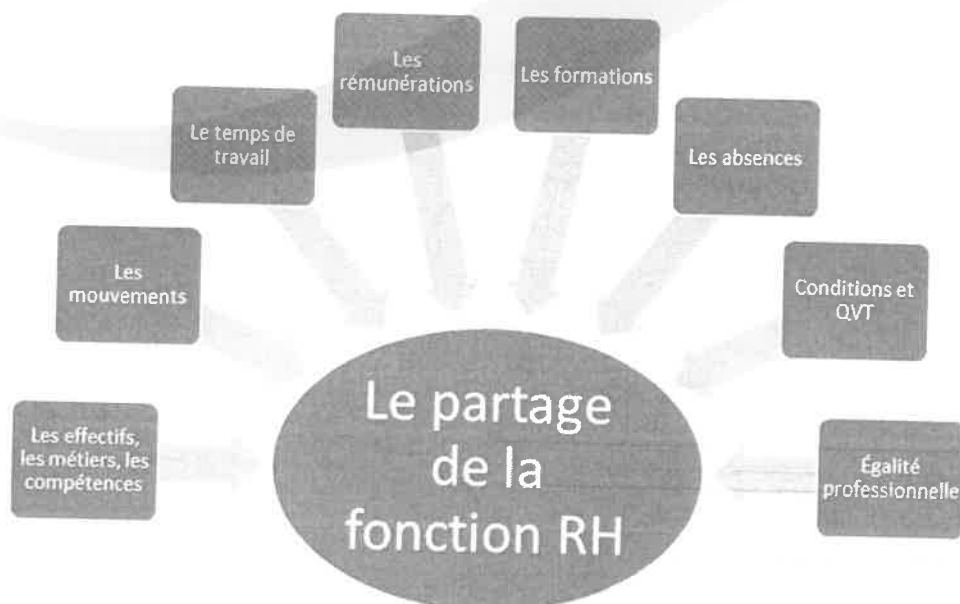 Les
rémunérations
Les formations
Le temps de
travail
Les absences
Les
mouvements
Conditions et
QVT
Le partage
de la
fonction RH
Les effectifs,
les métiers, les
compétences
Égalité
professionnelle